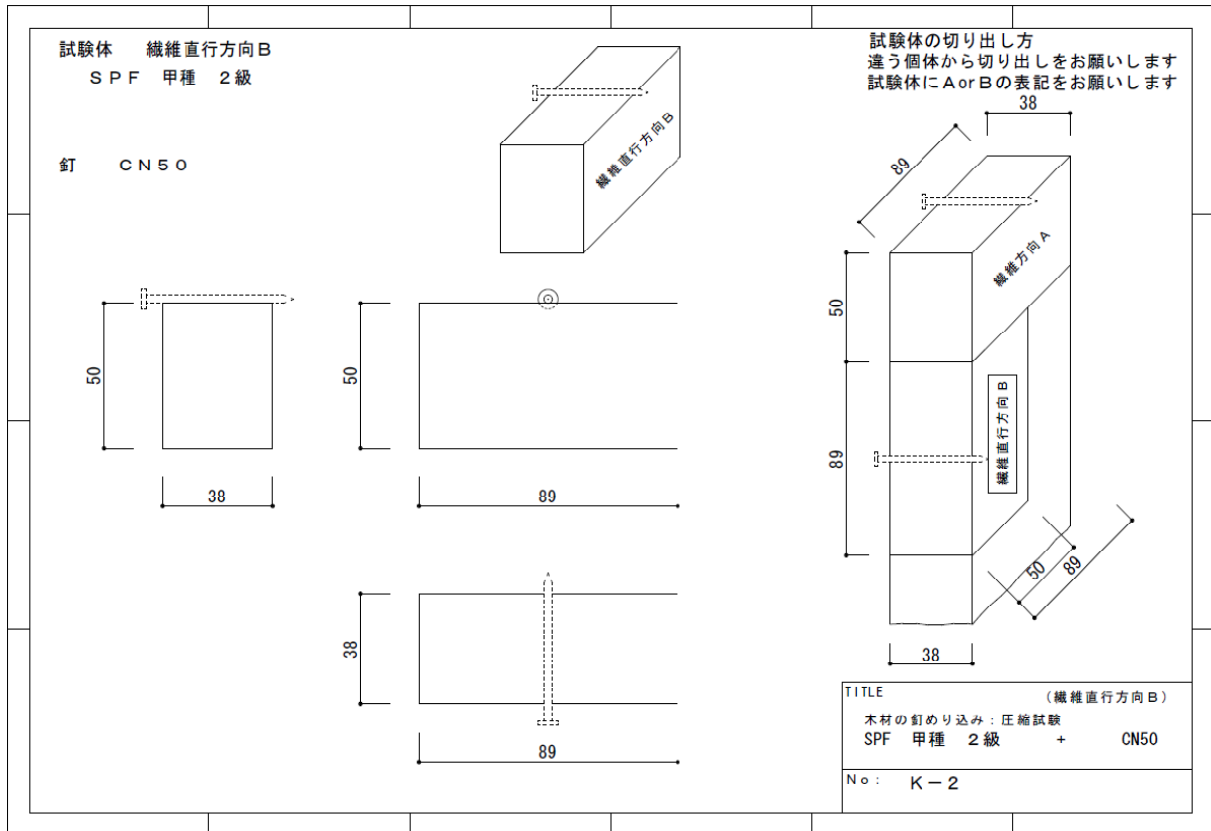 試験体　繊維直行方向B
SPF　甲種　2級
釘　CN50
繊維直行方向B
50
38
50
89
38
89
試験体の切り出し方
違う個体から切り出しをお願いします
試験体にAorBの表記をお願いします
38
89
繊維方向A
50
繊維直行方向B
89
50
89
38
TITLE
(繊維直行方向B)
木材の釘めり込み：圧縮試験
SPF　甲種　2級　+　CN50
No：　K－2